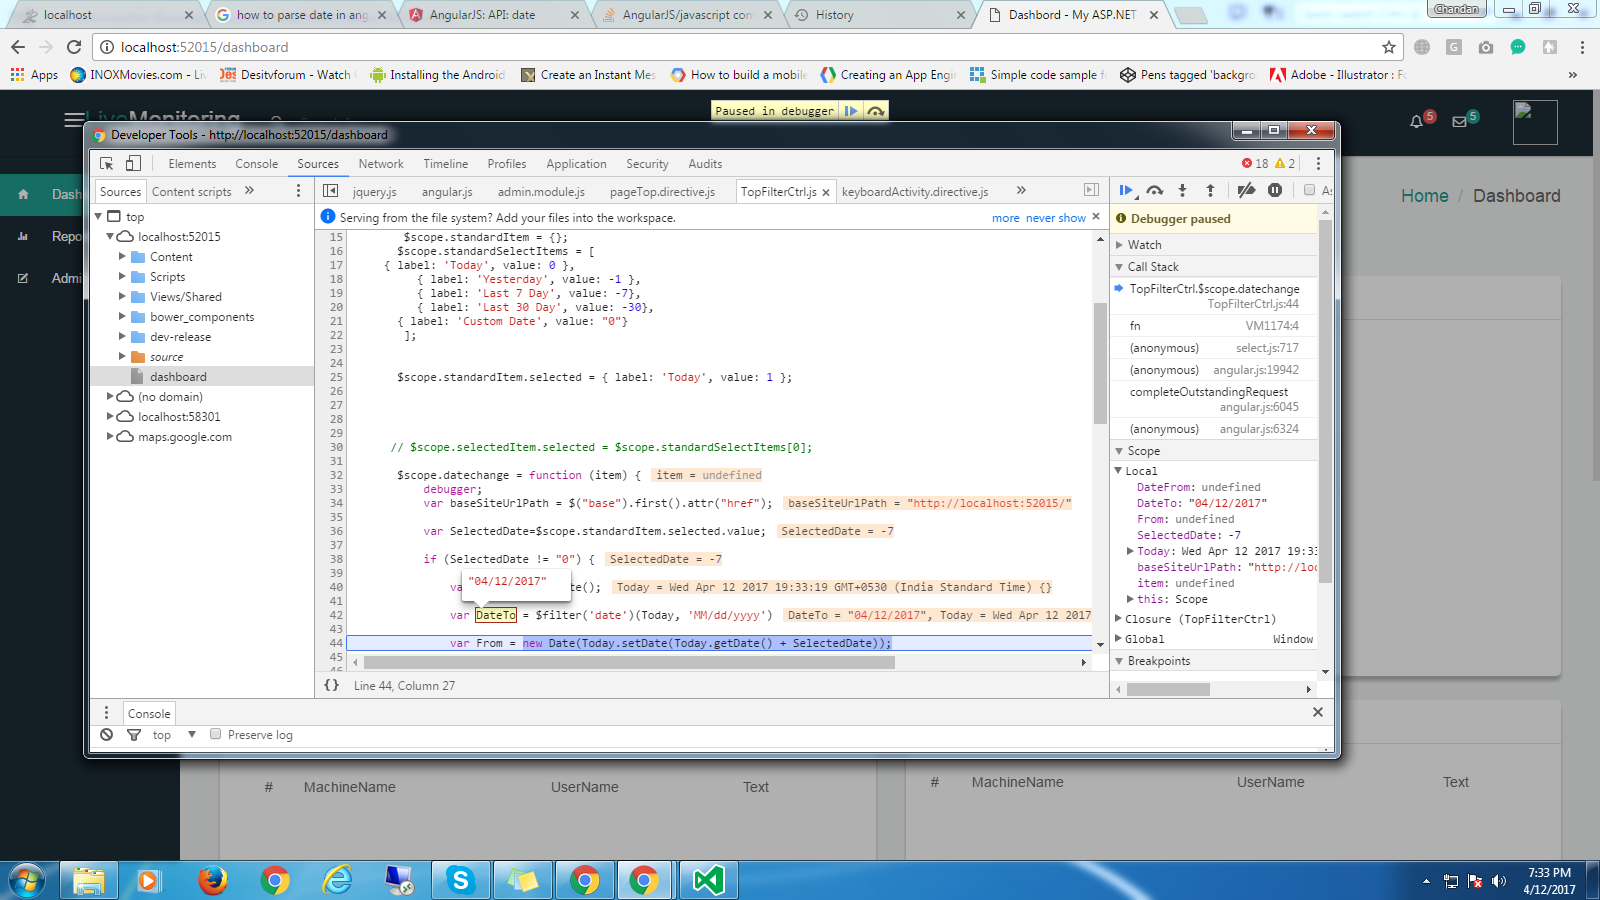 localhost
how to parse date in ang
AngularJS: API: date
AngularJS/javascript con
History
Dashbord - My ASP.NET
Chandan
localhost:52015/dashboard
Apps
INOXMovies.com - Liv
Desitvforum - Watch
Installing the Android
Create an Instant Mes
How to build a mobile
Creating an App Engi
Simple code sample f
Pens tagged 'backgro
Adobe - Illustrator : Fo
»
LiveMonitoring
Paused in debugger
5
5
Developer Tools - http://localhost:52015/dashboard
Elements
Console
Sources
Network
Timeline
Profiles
Application
Security
Audits
18
2
Sources
Content scripts
»
jquery.js
angular.js
admin.module.js
pageTop.directive.js
TopFilterCtrl.js
keyboardActivity.directive.js
»
As
Serving from the file system? Add your files into the workspace.
more never show
Dash
Repo
Admi
Home / Dashboard
top
localhost:52015
Content
Scripts
Views/Shared
bower_components
dev-release
source
dashboard
(no domain)
localhost:58301
maps.google.com
15 $scope.standardItem = {};
16 $scope.standardSelectItems = [
17 { label: 'Today', value: 0 },
18 { label: 'Yesterday', value: -1 },
19 { label: 'Last 7 Day', value: -7},
20 { label: 'Last 30 Day', value: -30},
21 { label: 'Custom Date', value: "0"}
22 ];
23
24
25 $scope.standardItem.selected = { label: 'Today', value: 1 };
26
27
28
29
30 // $scope.selectedItem.selected = $scope.standardSelectItems[0];
31
32 $scope.datechange = function (item) { item = undefined
33 debugger;
34 var baseSiteUrlPath = $("base").first().attr("href"); baseSiteUrlPath = "http://localhost:52015/"
35
36 var SelectedDate=$scope.standardItem.selected.value; SelectedDate = -7
37
38 if (SelectedDate != "0") { SelectedDate = -7
39
"04/12/2017"
40 va te(); Today = Wed Apr 12 2017 19:33:19 GMT+0530 (India Standard Time) {}
41
42 var DateTo = $filter('date')(Today, 'MM/dd/yyyy') DateTo = "04/12/2017", Today = Wed Apr 12 2017
43
44 var From = new Date(Today.setDate(Today.getDate() + SelectedDate));
45
46
{} Line 44, Column 27
Debugger paused
Watch
Call Stack
TopFilterCtrl.$scope.datechange
TopFilterCtrl.js:44
fn VM1174:4
(anonymous) select.js:717
(anonymous) angular.js:19942
completeOutstandingRequest
angular.js:6045
(anonymous) angular.js:6324
Scope
Local
DateFrom: undefined
DateTo: "04/12/2017"
From: undefined
SelectedDate: -7
Today: Wed Apr 12 2017 19:33
baseSiteUrlPath: "http://loc
item: undefined
this: Scope
Closure (TopFilterCtrl)
Global Window
Breakpoints
Console
top
Preserve log
# MachineName UserName Text
# MachineName UserName Text
7:33 PM
4/12/2017